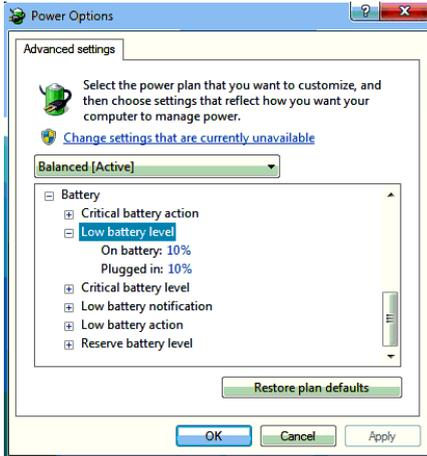 Power Options
Advanced settings
Select the power plan that you want to customize, and
then choose settings that reflect how you want your
computer to manage power.
Change settings that are currently unavailable
Balanced [Active]
Battery
Critical battery action
Low battery level
On battery: 10%
Plugged in: 10%
Critical battery level
Low battery notification
Low battery action
Reserve battery level
Restore plan defaults
OK Cancel Apply